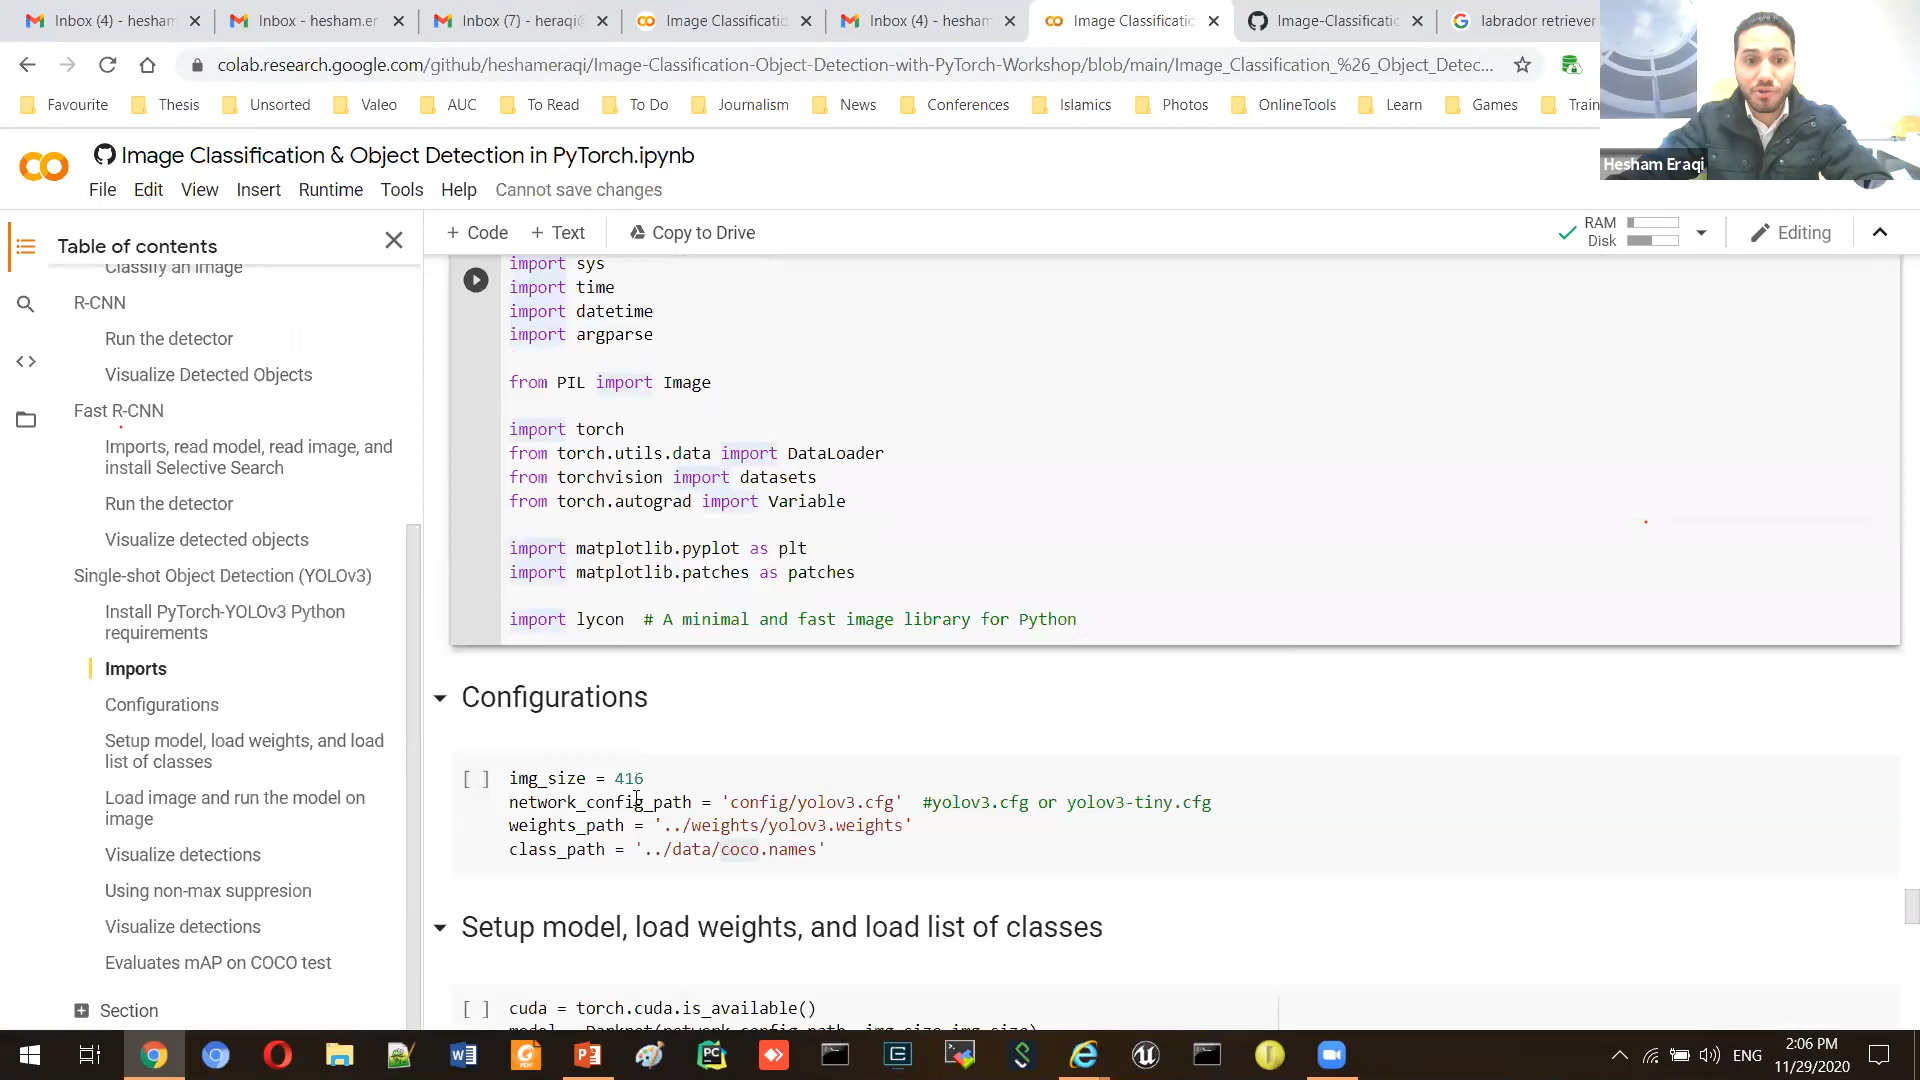 Inbox (4) - hesham
Inbox - hesham.er
Inbox (7) - heraqi@
Image Classificatio
Inbox (4) - hesham
Image Classificatio
Image-Classificatio
labrador retriever
colab.research.google.com/github/heshameraqi/Image-Classification-Object-Detection-with-PyTorch-Workshop/blob/main/Image_Classification_%26_Object_Detec...
Favourite
Thesis
Unsorted
Valeo
AUC
To Read
To Do
Journalism
News
Conferences
Islamics
Photos
OnlineTools
Learn
Games
Train
Hesham Eraqi
Image Classification & Object Detection in PyTorch.ipynb
File Edit View Insert Runtime Tools Help Cannot save changes
+ Code + Text Copy to Drive
RAM
Disk
Editing
Table of contents
Classify an image
R-CNN
Run the detector
Visualize Detected Objects
Fast R-CNN
Imports, read model, read image, and
install Selective Search
Run the detector
Visualize detected objects
Single-shot Object Detection (YOLOv3)
Install PyTorch-YOLOv3 Python
requirements
Imports
Configurations
Setup model, load weights, and load
list of classes
Load image and run the model on
image
Visualize detections
Using non-max suppresion
Visualize detections
Evaluates mAP on COCO test
Section
import sys
import time
import datetime
import argparse
from PIL import Image
import torch
from torch.utils.data import DataLoader
from torchvision import datasets
from torch.autograd import Variable
import matplotlib.pyplot as plt
import matplotlib.patches as patches
import lycon # A minimal and fast image library for Python
Configurations
[ ] img_size = 416
network_config_path = 'config/yolov3.cfg' #yolov3.cfg or yolov3-tiny.cfg
weights_path = '../weights/yolov3.weights'
class_path = '../data/coco.names'
Setup model, load weights, and load list of classes
[ ] cuda = torch.cuda.is_available()
model = Darknet(network_config_path, img_size=img_size)
ENG
2:06 PM
11/29/2020